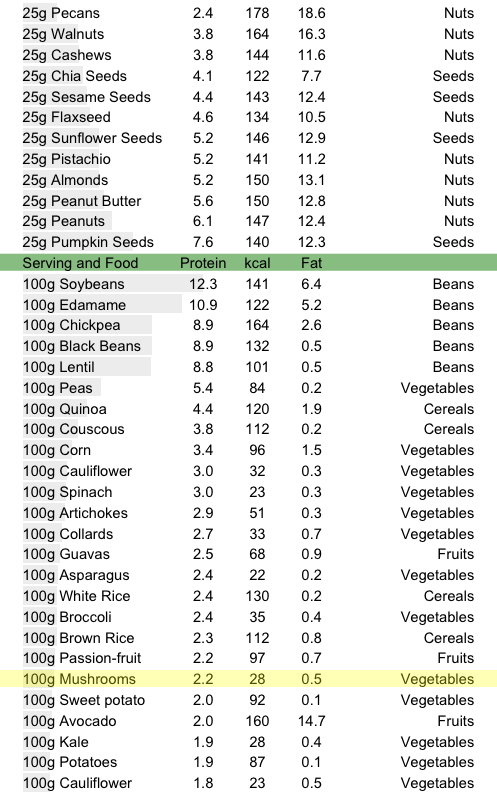 25g Pecans 2.4 178 18.6 Nuts
25g Walnuts 3.8 164 16.3 Nuts
25g Cashews 3.8 144 11.6 Nuts
25g Chia Seeds 4.1 122 7.7 Seeds
25g Sesame Seeds 4.4 143 12.4 Seeds
25g Flaxseed 4.6 134 10.5 Nuts
25g Sunflower Seeds 5.2 146 12.9 Seeds
25g Pistachio 5.2 141 11.2 Nuts
25g Almonds 5.2 150 13.1 Nuts
25g Peanut Butter 5.6 150 12.8 Nuts
25g Peanuts 6.1 147 12.4 Nuts
25g Pumpkin Seeds 7.6 140 12.3 Seeds
Serving and Food Protein kcal Fat
100g Soybeans 12.3 141 6.4 Beans
100g Edamame 10.9 122 5.2 Beans
100g Chickpea 8.9 164 2.6 Beans
100g Black Beans 8.9 132 0.5 Beans
100g Lentil 8.8 101 0.5 Beans
100g Peas 5.4 84 0.2 Vegetables
100g Quinoa 4.4 120 1.9 Cereals
100g Couscous 3.8 112 0.2 Cereals
100g Corn 3.4 96 1.5 Vegetables
100g Cauliflower 3.0 32 0.3 Vegetables
100g Spinach 3.0 23 0.3 Vegetables
100g Artichokes 2.9 51 0.3 Vegetables
100g Collards 2.7 33 0.7 Vegetables
100g Guavas 2.5 68 0.9 Fruits
100g Asparagus 2.4 22 0.2 Vegetables
100g White Rice 2.4 130 0.2 Cereals
100g Broccoli 2.4 35 0.4 Vegetables
100g Brown Rice 2.3 112 0.8 Cereals
100g Passion-fruit 2.2 97 0.7 Fruits
100g Mushrooms 2.2 28 0.5 Vegetables
100g Sweet potato 2.0 92 0.1 Vegetables
100g Avocado 2.0 160 14.7 Fruits
100g Kale 1.9 28 0.4 Vegetables
100g Potatoes 1.9 87 0.1 Vegetables
100g Cauliflower 1.8 23 0.5 Vegetables